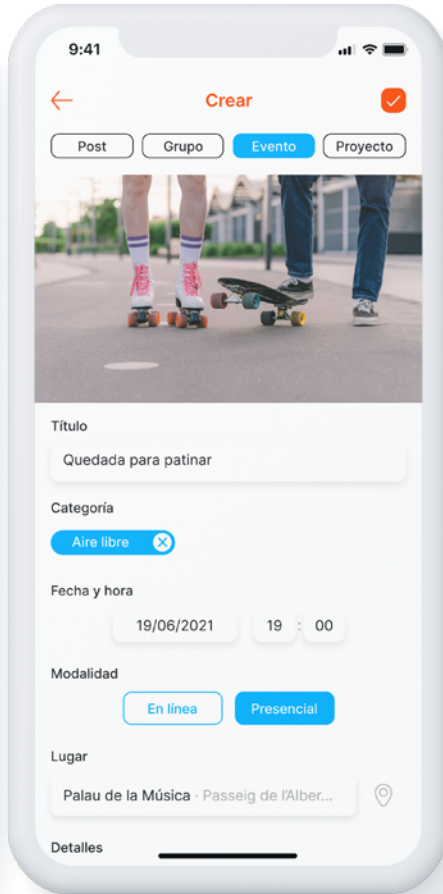 9:41
Crear
Post Grupo Evento Proyecto
Título
Quedada para patinar
Categoría
Aire libre
Fecha y hora
19/06/2021 19 : 00
Modalidad
En línea Presencial
Lugar
Palau de la Música · Passeig de l'Alber...
Detalles